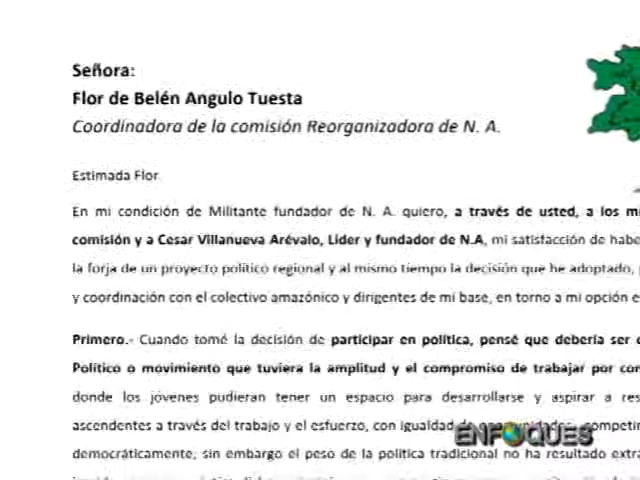 Señora:
Flor de Belén Angulo Tuesta
Coordinadora de la comisión Reorganizadora de N. A.
Estimada Flor
En mi condición de Militante fundador de N. A. quiero, a través de usted, a los
comisión y a Cesar Villanueva Arévalo, Lider y fundador de N.A, mi satisfacción de
la forja de un proyecto político regional y al mismo tiempo la decisión que he adoptado,
y coordinación con el colectivo amazónico y dirigentes de mi base, en torno a mi opción
Primero.- Cuando tomé la decisión de participar en política, pensé que debería ser
Político o movimiento que tuviera la amplitud y el compromiso de trabajar por
donde los jóvenes pudieran tener un espacio para desarrollarse y aspirar a
ascendentes a través del trabajo y el esfuerzo, con igualdad
democráticamente; sin embargo el peso de la política tradicional no ha resultado
ENFOQUES